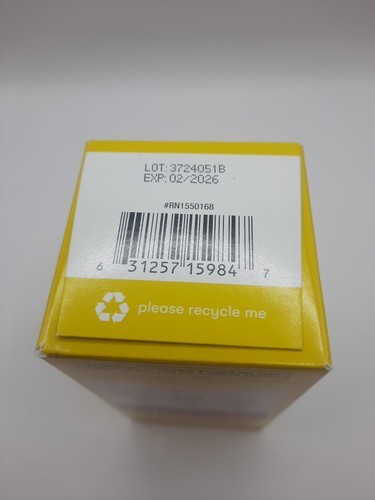 LOT: 3724051B
EXP: 02/2026
#RN1550168
6 31257 15984 7
please recycle me